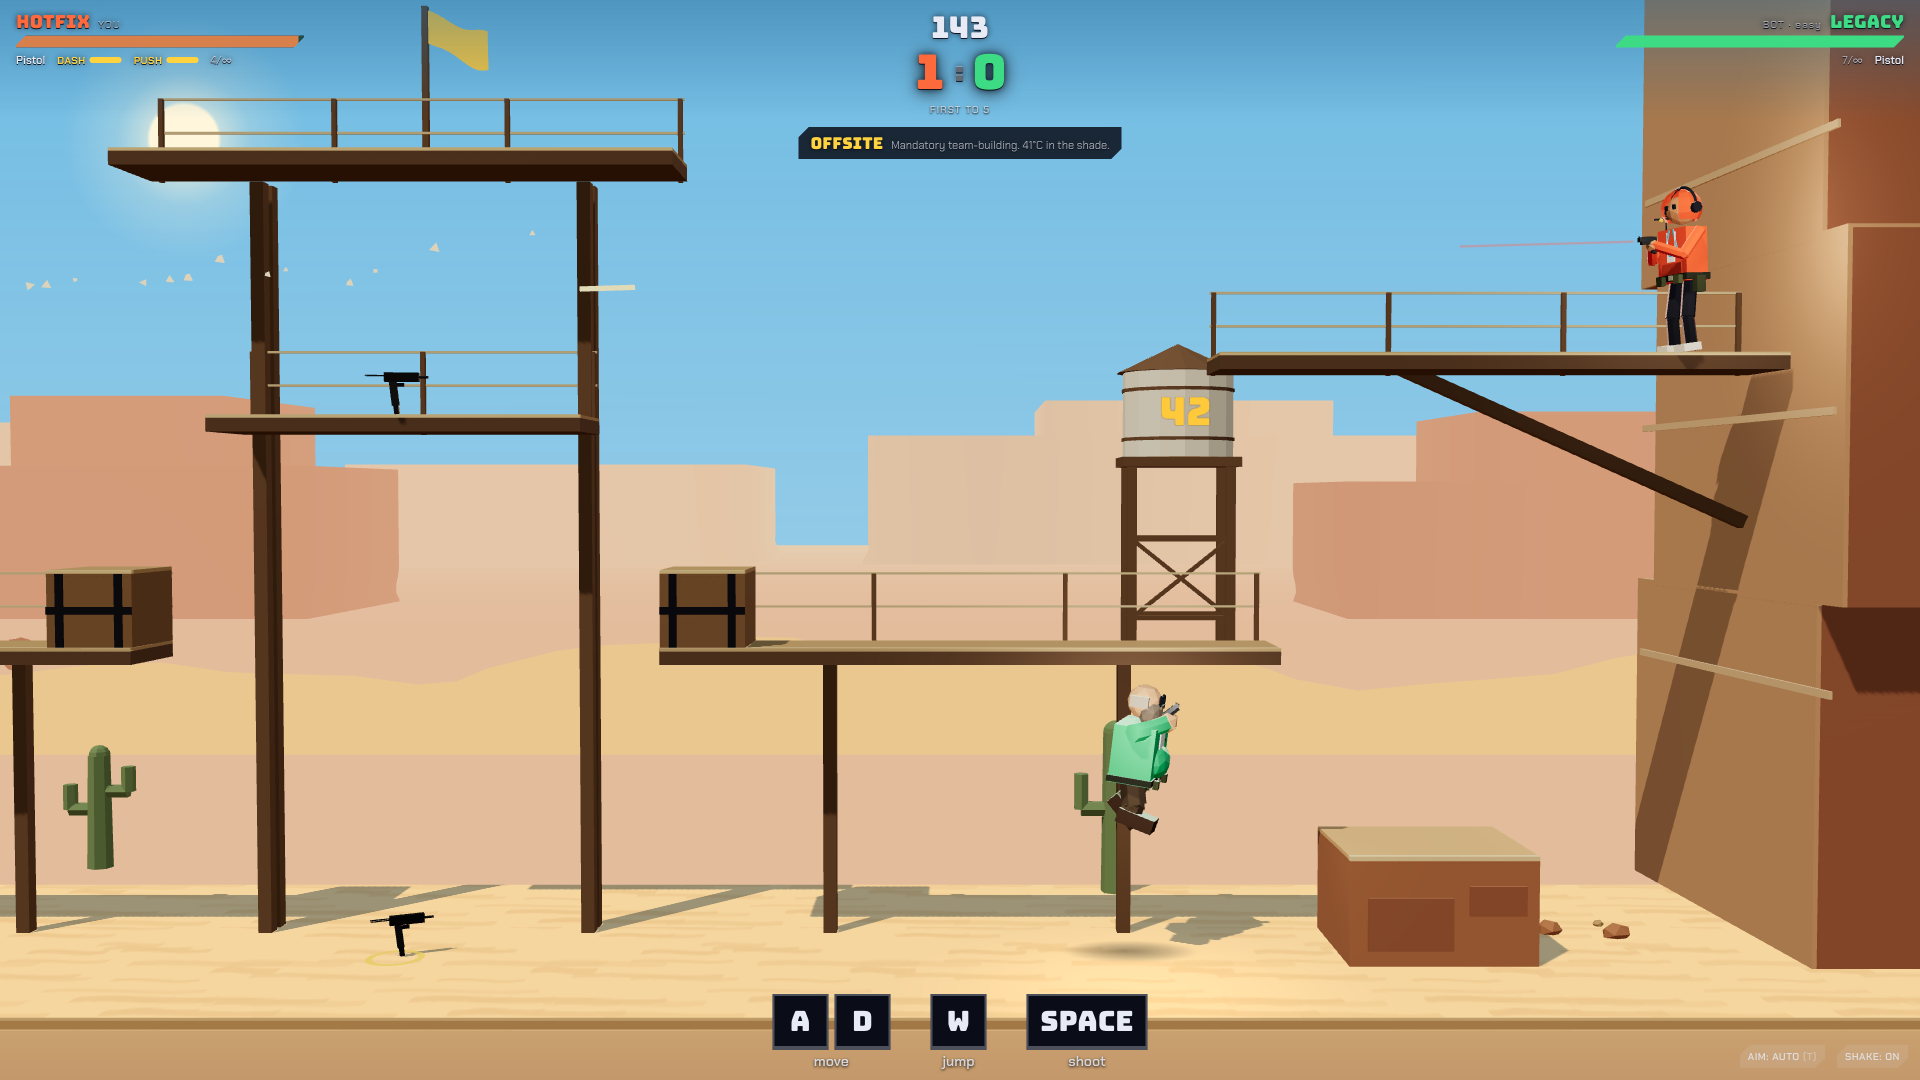 HOTFIX YOU
Pistol DASH PUSH 4/∞
143
1 : 0
FIRST TO 5
OFFSITE Mandatory team-building. 41°C in the shade.
BOT · easy LEGACY
7/∞ Pistol
42
A D W SPACE
move jump shoot
AIM: AUTO [T] SHAKE: ON